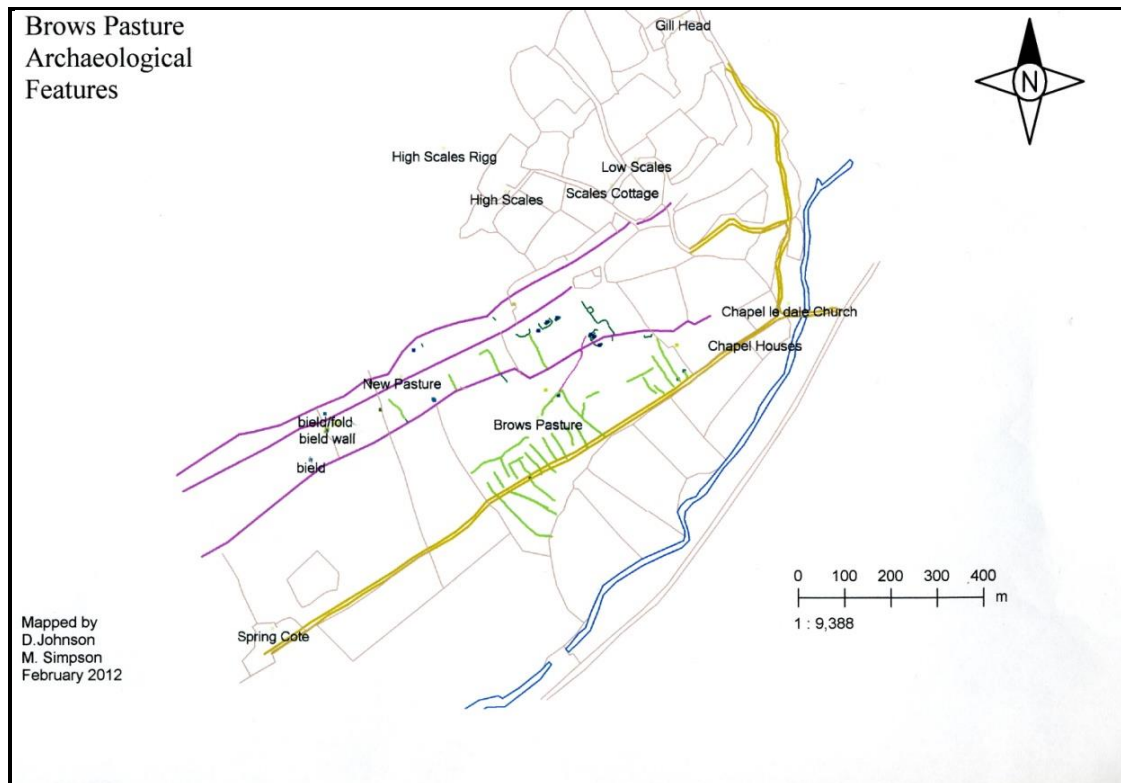 Brows Pasture
Archaeological
Features
Gill Head
N
High Scales Rigg
Low Scales
High Scales
Scales Cottage
Chapel le dale Church
Chapel Houses
New Pasture
bield/fold
bield wall
bield
Brows Pasture
Spring Cote
0 100 200 300 400
m
1 : 9,388
Mapped by
D.Johnson
M. Simpson
February 2012